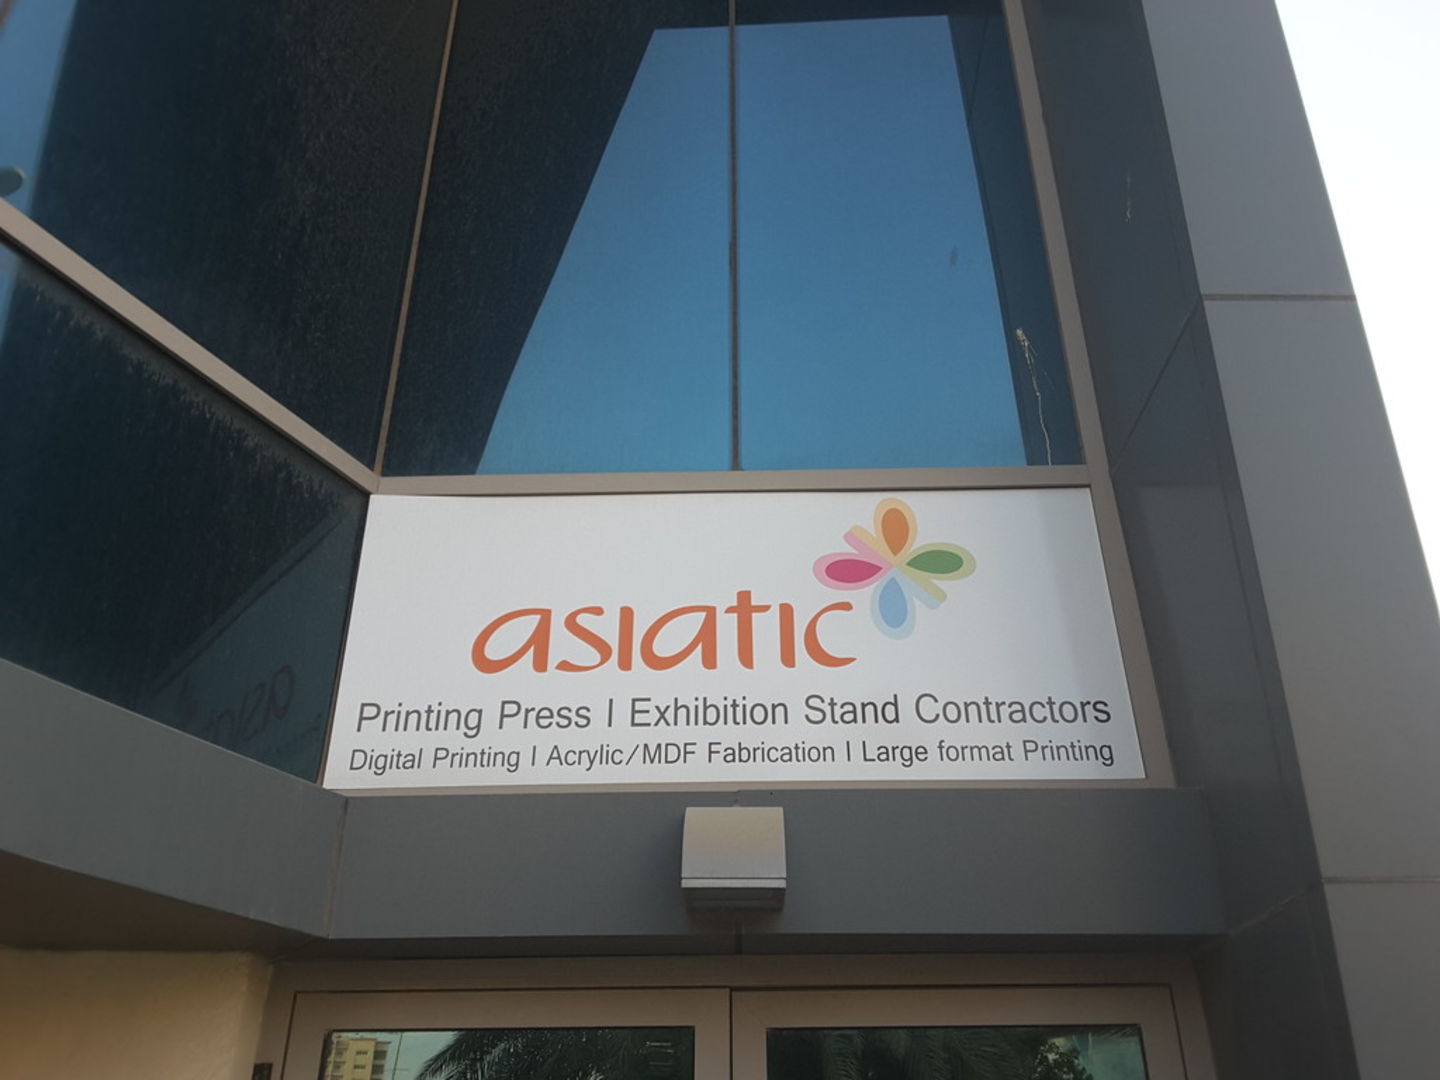 asiatic
Printing Press | Exhibition Stand Contractors
Digital Printing | Acrylic/MDF Fabrication | Large format Printing